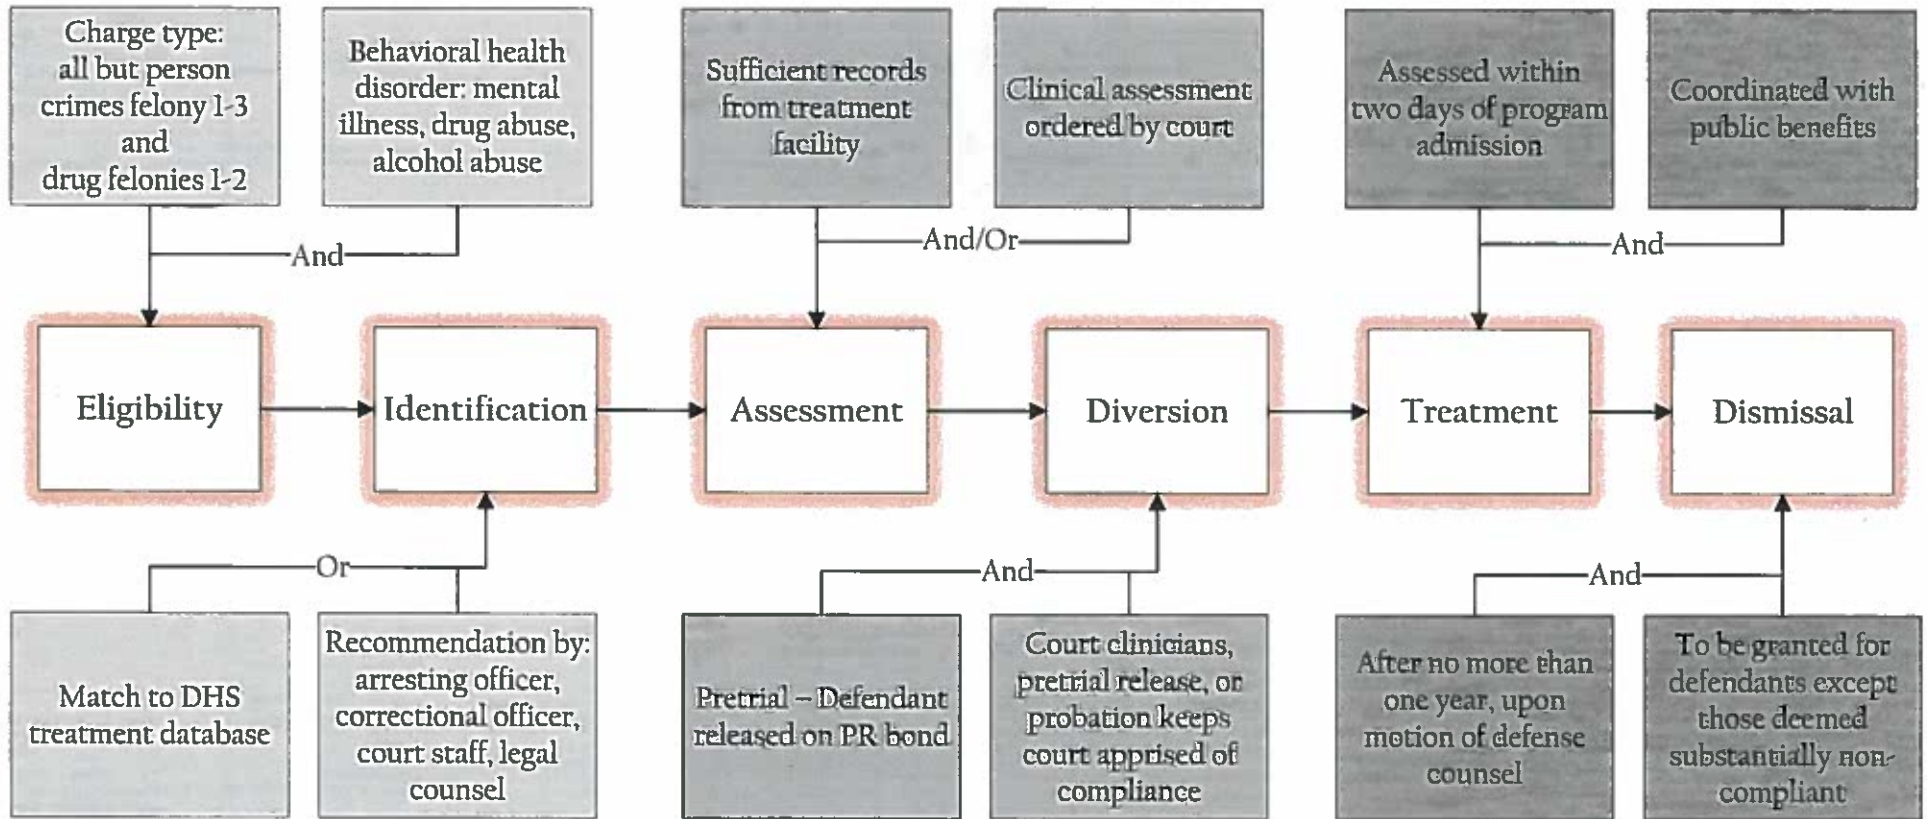 Charge type:
all but person
crimes felony 1-3
and
drug felonies 1-2
Behavioral health
disorder: mental
illness, drug abuse,
alcohol abuse
Sufficient records
from treatment
facility
Clinical assessment
ordered by court
Assessed within
two days of program
admission
Coordinated with
public benefits
And
And/Or
And
Eligibility
Identification
Assessment
Diversion
Treatment
Dismissal
Or
And
And
Match to DHS
treatment database
Recommendation by:
arresting officer,
correctional officer,
court staff, legal
counsel
Pretrial – Defendant
released on PR bond
Court clinicians,
pretrial release, or
probation keeps
court apprised of
compliance
After no more than
one year, upon
motion of defense
counsel
To be granted for
defendants except
those deemed
substantially non-
compliant